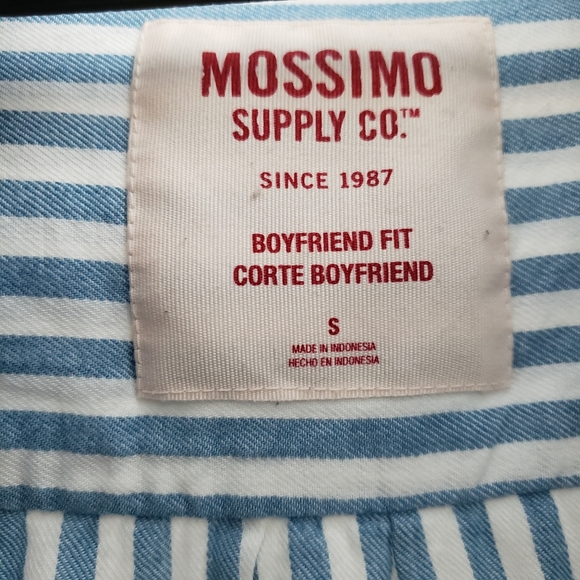 MOSSIMO
SUPPLY CO.™
SINCE 1987
BOYFRIEND FIT
CORTE BOYFRIEND
S
MADE IN INDONESIA
HECHO EN INDONESIA